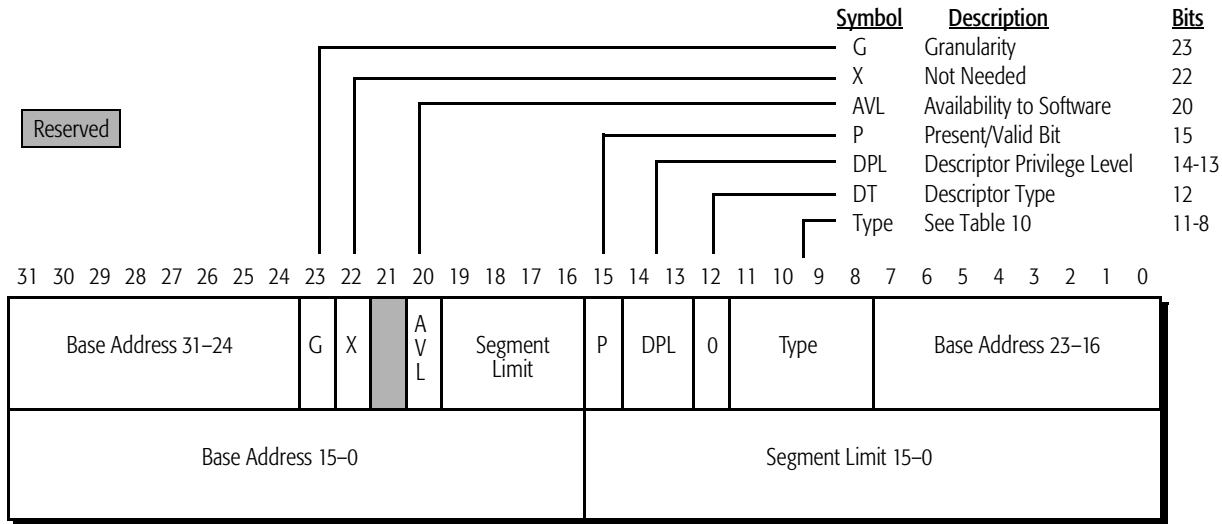 Symbol Description Bits
G Granularity 23
X Not Needed 22
AVL Availability to Software 20
Reserved
P Present/Valid Bit 15
DPL Descriptor Privilege Level 14-13
DT Descriptor Type 12
Type See Table 10 11-8
31 30 29 28 27 26 25 24 23 22 21 20 19 18 17 16 15 14 13 12 11 10 9 8 7 6 5 4 3 2 1 0
Base Address 31–24 G X A V L Segment Limit P DPL 0 Type Base Address 23–16
Base Address 15–0 Segment Limit 15–0